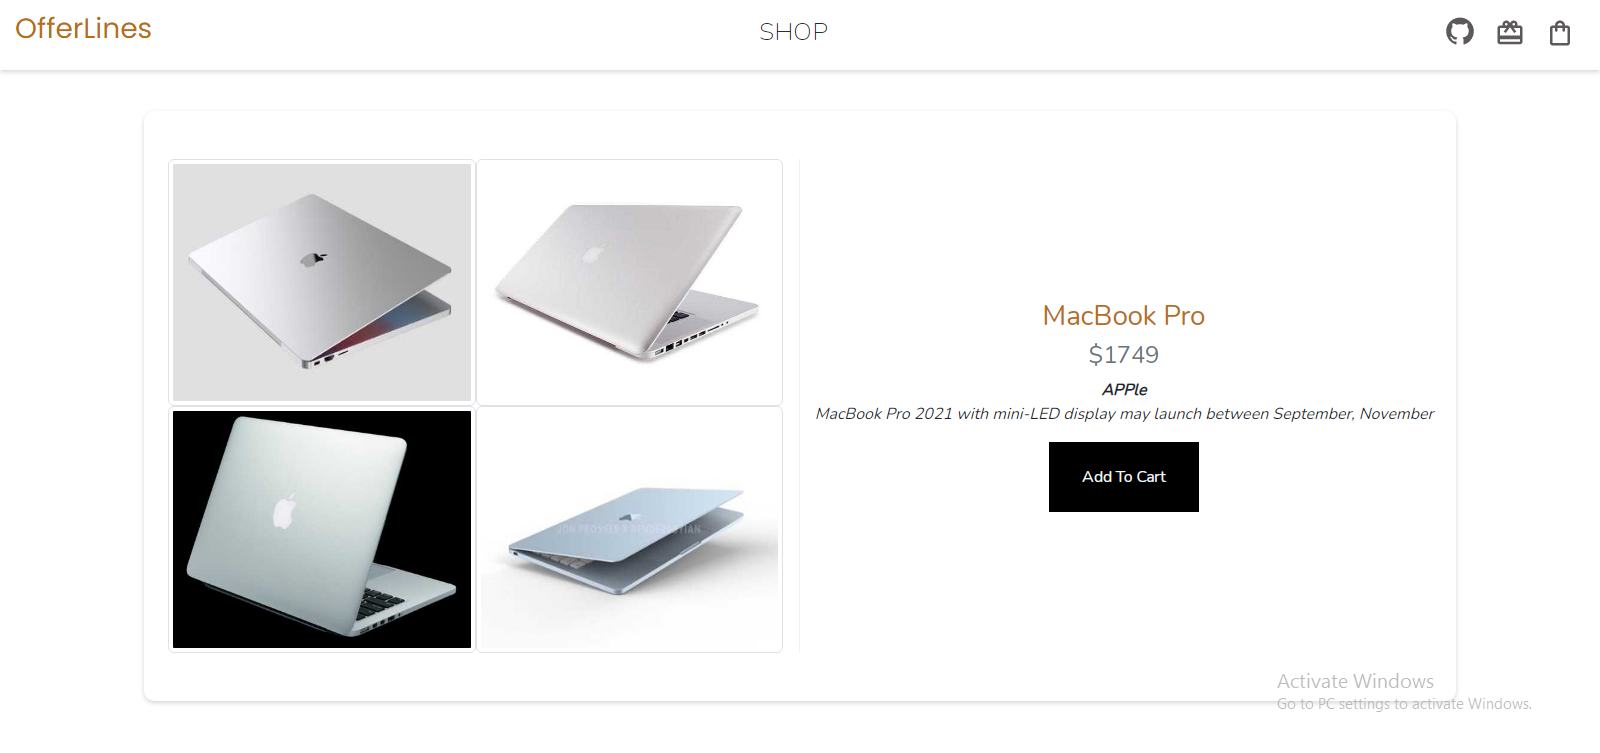 OfferLines
SHOP
MacBook Pro
$1749
APPle
MacBook Pro 2021 with mini-LED display may launch between September, November
Add To Cart
JON PROSSER X RENDERSBYIAN
Activate Windows
Go to PC settings to activate Windows.